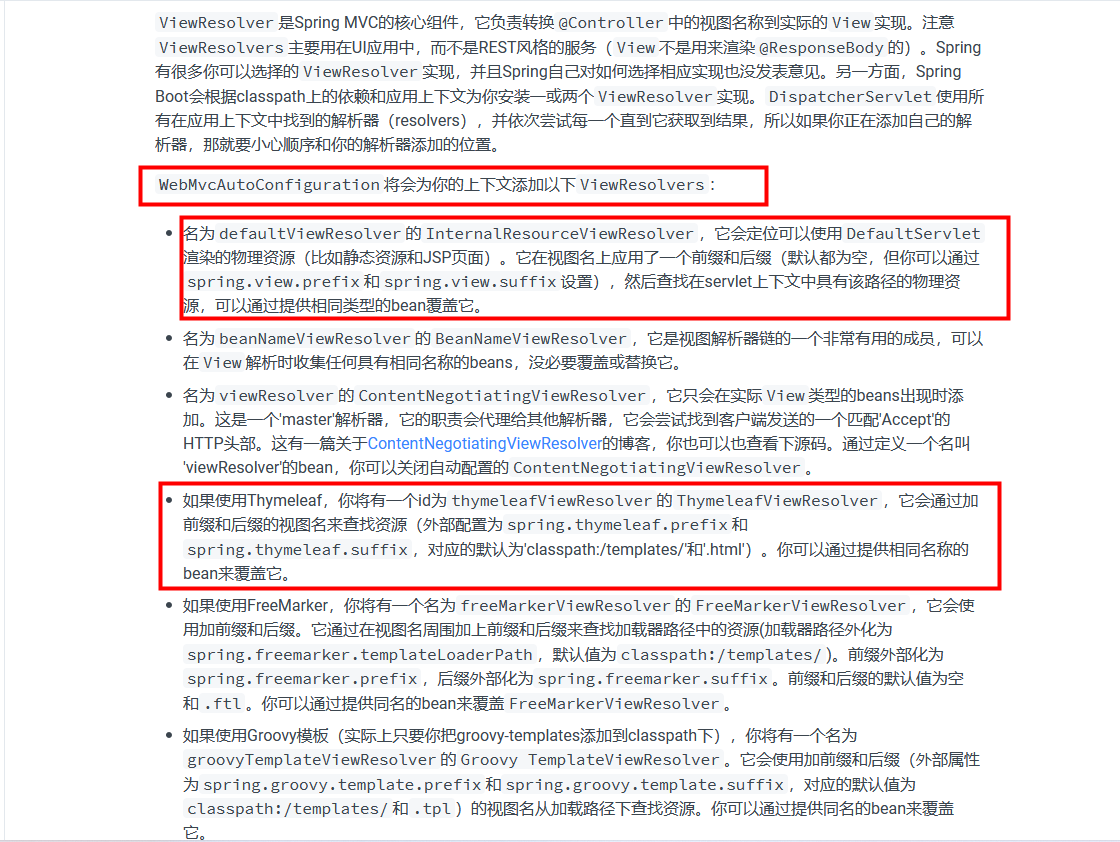 ViewResolver 是Spring MVC的核心组件，它负责转换 @Controller 中的视图名称到实际的 View 实现。注意
ViewResolvers 主要用在UI应用中，而不是REST风格的服务（ View 不是用来渲染 @ResponseBody 的）。Spring
有很多你可以选择的 ViewResolver 实现，并且Spring自己对如何选择相应实现也没发表意见。另一方面，Spring
Boot会根据classpath上的依赖和应用上下文为你安装一或两个 ViewResolver 实现。 DispatcherServlet 使用所
有在应用上下文中找到的解析器（resolvers），并依次尝试每一个直到它获取到结果，所以如果你正在添加自己的解
析器，那就要小心顺序和你的解析器添加的位置。
WebMvcAutoConfiguration 将会为你的上下文添加以下 ViewResolvers：
• 名为 defaultViewResolver 的 InternalResourceViewResolver ，它会定位可以使用 DefaultServlet
渲染的物理资源（比如静态资源和JSP页面）。它在视图名上应用了一个前缀和后缀（默认都为空，但你可以通过
spring.view.prefix 和 spring.view.suffix 设置），然后查找在servlet上下文中具有该路径的物理资
源，可以通过提供相同类型的bean覆盖它。
• 名为 beanNameViewResolver 的 BeanNameViewResolver ，它是视图解析器链的一个非常有用的成员，可以
在 View 解析时收集任何具有相同名称的beans，没必要覆盖或替换它。
• 名为 viewResolver 的 ContentNegotiatingViewResolver ，它只会在实际 View 类型的beans出现时添
加。这是一个'master'解析器，它的职责会代理给其他解析器，它会尝试找到客户端发送的一个匹配'Accept'的
HTTP头部。这有一篇关于ContentNegotiatingViewResolver的博客，你也可以也查看下源码。通过定义一个名叫
'viewResolver'的bean，你可以关闭自动配置的 ContentNegotiatingViewResolver 。
• 如果使用Thymeleaf，你将有一个id为 thymeleafViewResolver 的 ThymeleafViewResolver ，它会通过加
前缀和后缀的视图名来查找资源（外部配置为 spring.thymeleaf.prefix 和
spring.thymeleaf.suffix ，对应的默认为'classpath:/templates/'和'.html'）。你可以通过提供相同名称的
bean来覆盖它。
• 如果使用FreeMarker，你将有一个名为 freeMarkerViewResolver 的 FreeMarkerViewResolver ，它会使
用加前缀和后缀。它通过在视图名周围加上前缀和后缀来查找加载器路径中的资源(加载器路径外化为
spring.freemarker.templateLoaderPath ，默认值为 classpath:/templates/ )。前缀外部化为
spring.freemarker.prefix ，后缀外部化为 spring.freemarker.suffix 。前缀和后缀的默认值为空
和 .ftl 。你可以通过提供同名的bean来覆盖 FreeMarkerViewResolver 。
• 如果使用Groovy模板（实际上只要你把groovy-templates添加到classpath下），你将有一个名为
groovyTemplateViewResolver 的 Groovy TemplateViewResolver 。它会使用加前缀和后缀（外部属性
为 spring.groovy.template.prefix 和 spring.groovy.template.suffix ，对应的默认值为
classpath:/templates/ 和 .tpl ）的视图名从加载路径下查找资源。你可以通过提供同名的bean来覆盖
它。